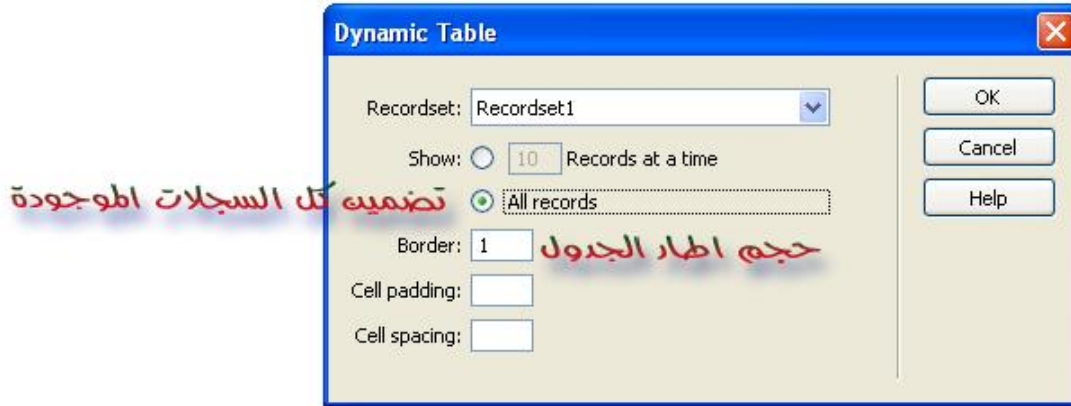 Dynamic Table
Recordset: Recordset1
OK
Show: 10 Records at a time
Cancel
تضمين كل السجلات الموجودة
All records
Help
Border: 1
حجم اطار الجدول
Cell padding:
Cell spacing: